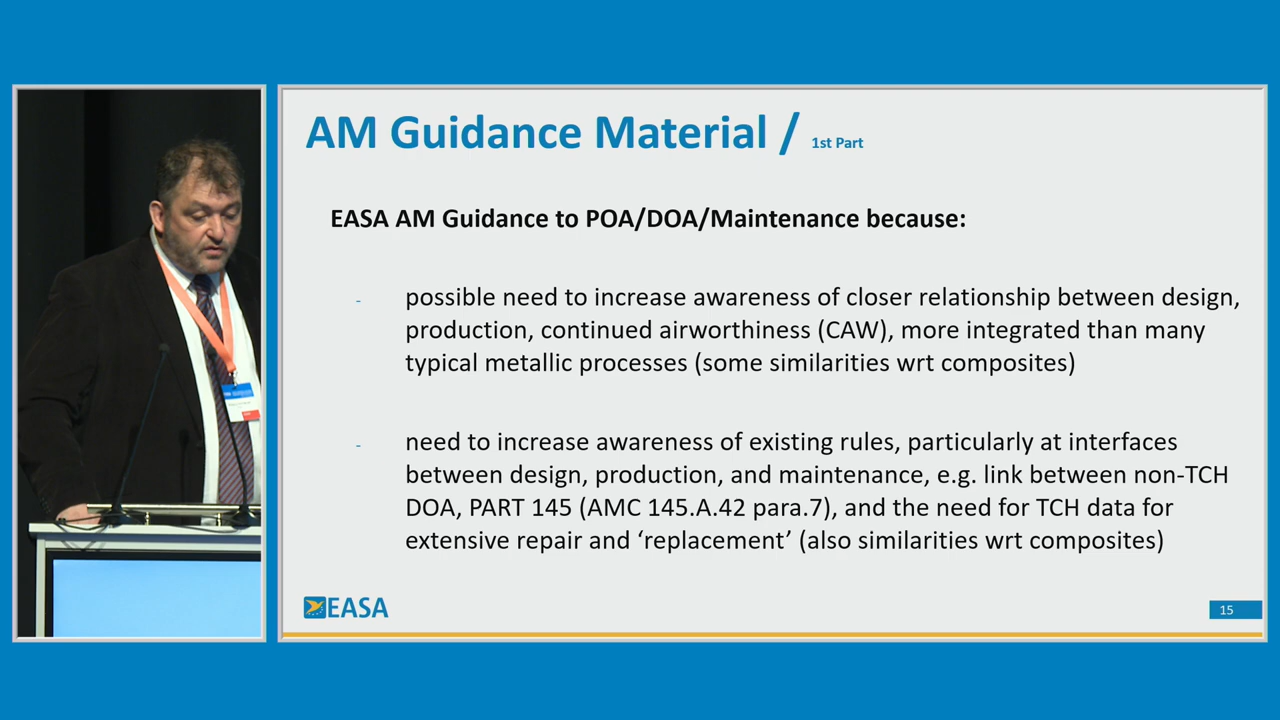 AM Guidance Material / 1st Part
EASA AM Guidance to POA/DOA/Maintenance because:
- possible need to increase awareness of closer relationship between design,
production, continued airworthiness (CAW), more integrated than many
typical metallic processes (some similarities wrt composites)
- need to increase awareness of existing rules, particularly at interfaces
between design, production, and maintenance, e.g. link between non-TCH
DOA, PART 145 (AMC 145.A.42 para.7), and the need for TCH data for
extensive repair and ‘replacement’ (also similarities wrt composites)
EASA
15